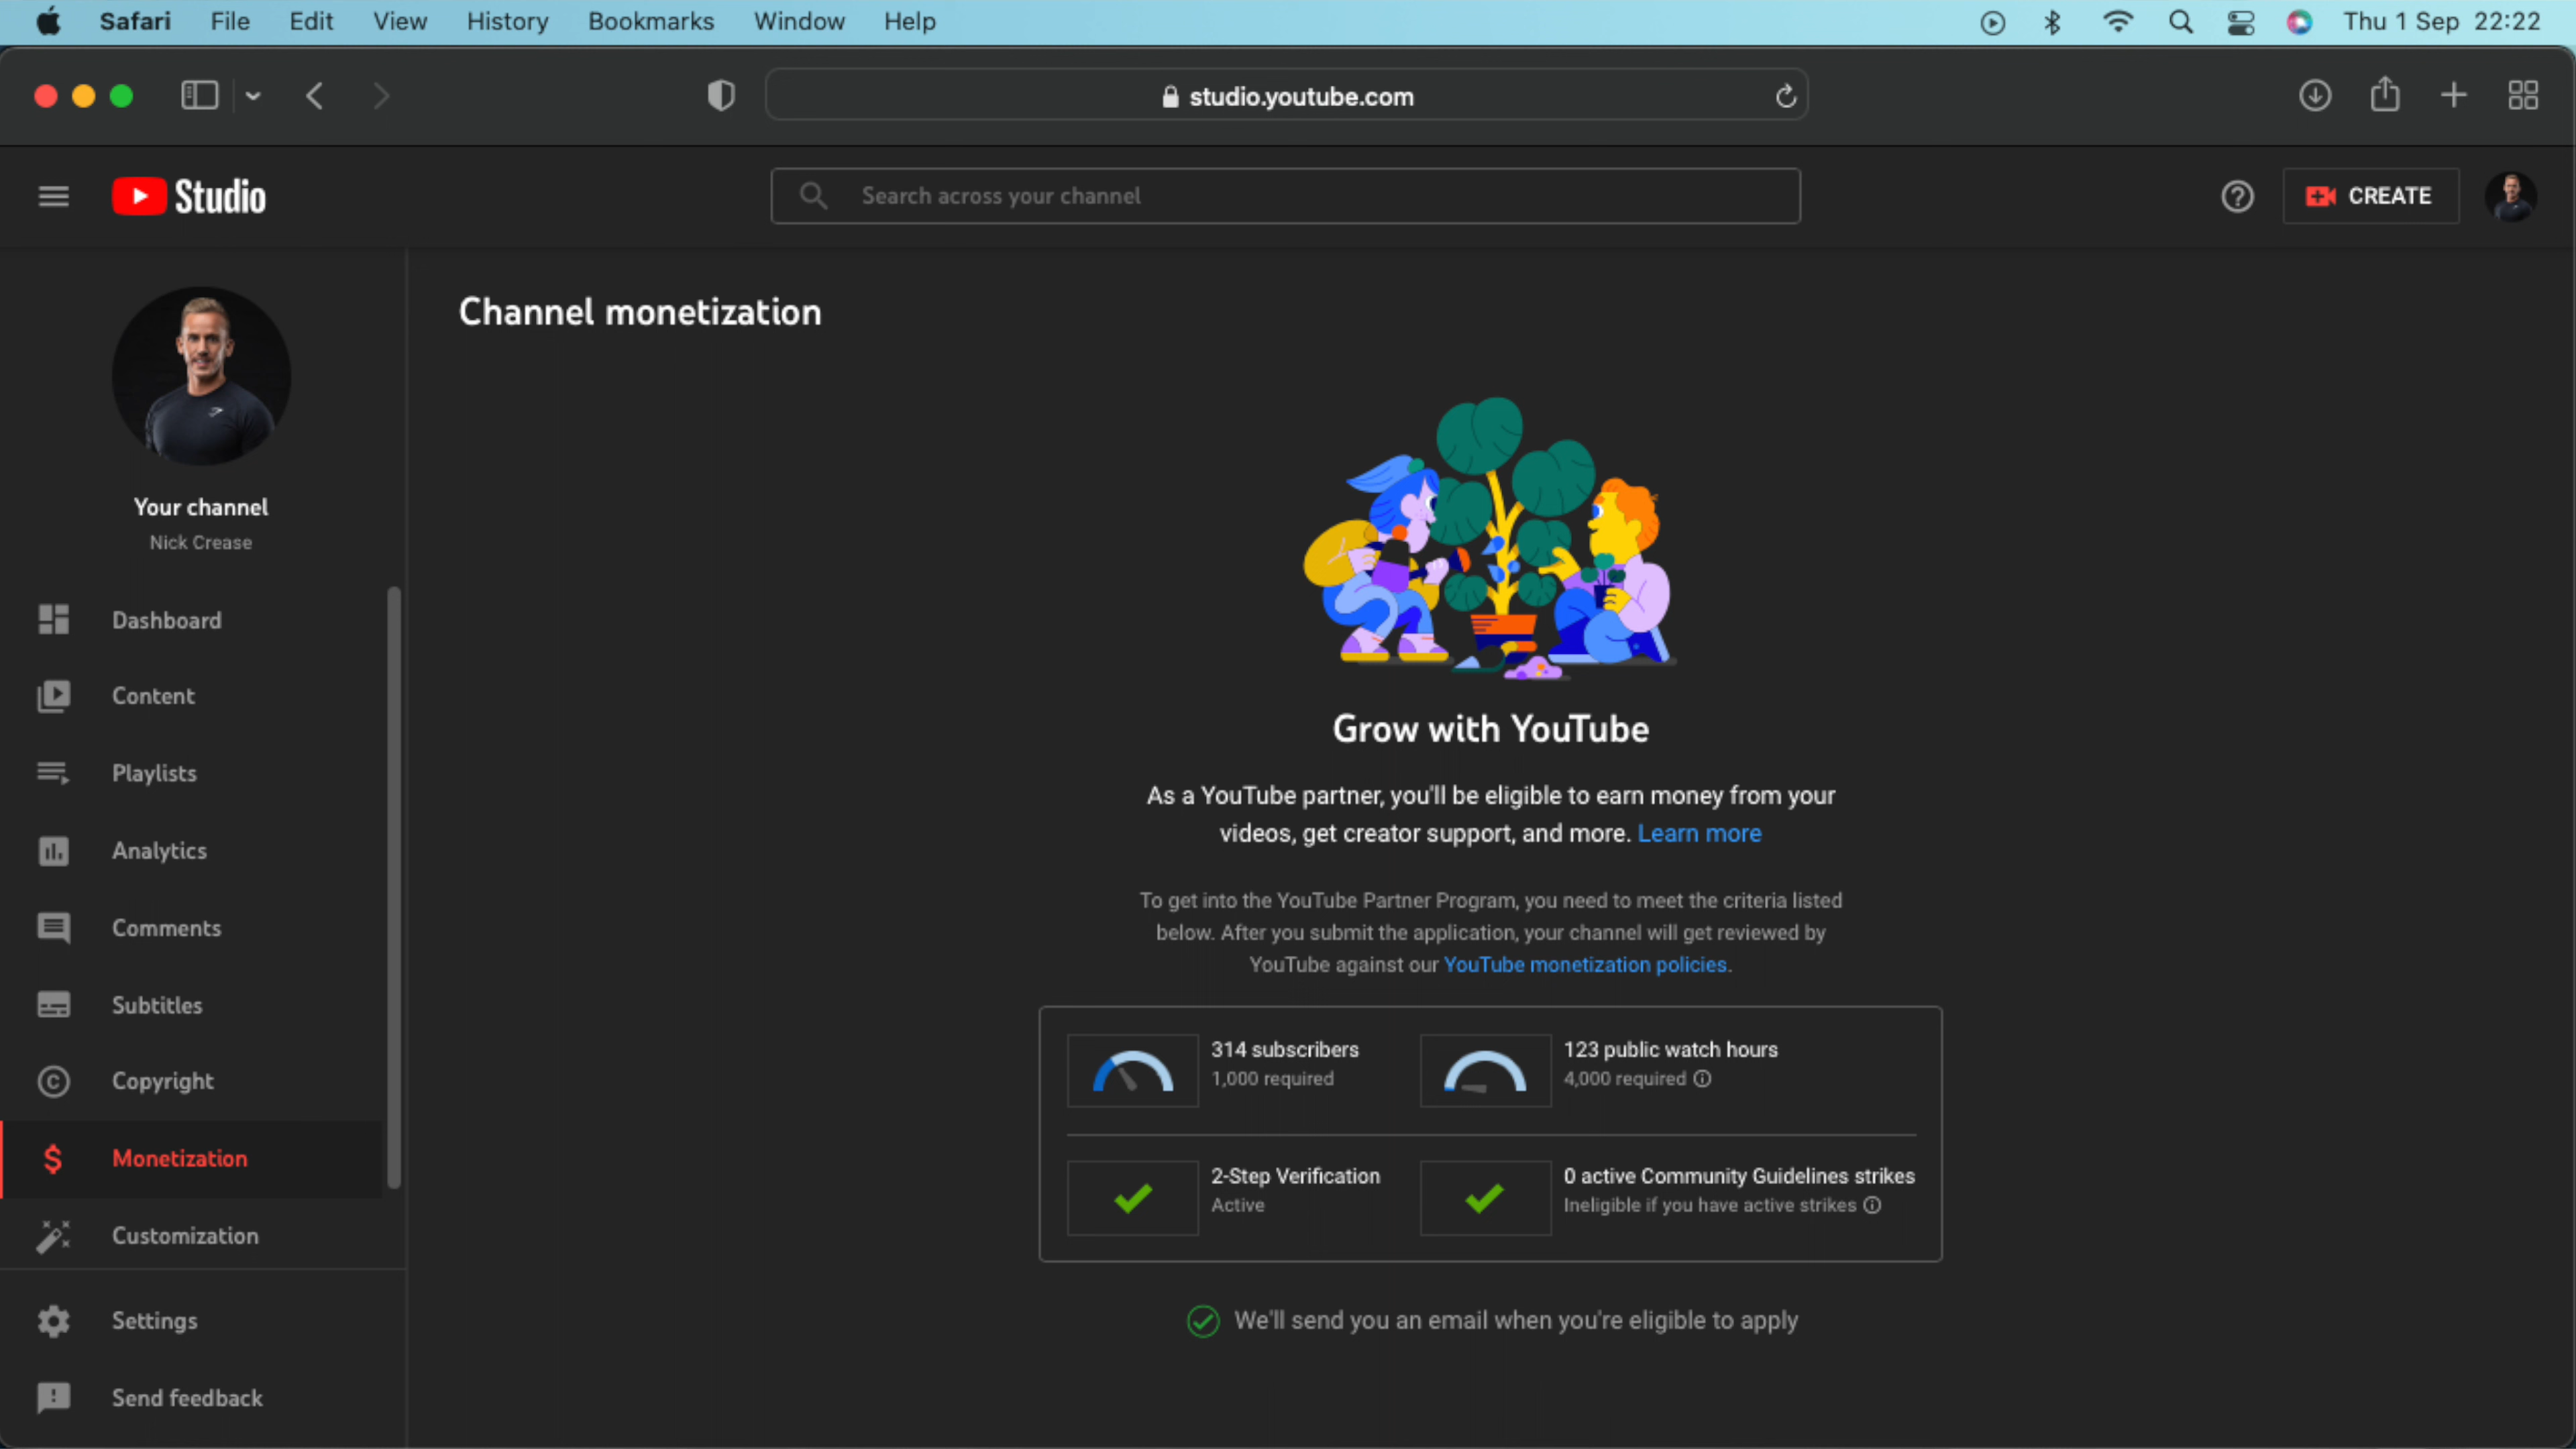 Safari File Edit View History Bookmarks Window Help Thu 1 Sep 22:22
studio.youtube.com
Studio
Search across your channel
CREATE
Your channel
Nick Crease
Dashboard
Content
Playlists
Analytics
Comments
Subtitles
Copyright
Monetization
Customization
Settings
Send feedback
Channel monetization
Grow with YouTube
As a YouTube partner, you'll be eligible to earn money from your
videos, get creator support, and more. Learn more
To get into the YouTube Partner Program, you need to meet the criteria listed
below. After you submit the application, your channel will get reviewed by
YouTube against our YouTube monetization policies.
314 subscribers
1,000 required
123 public watch hours
4,000 required
2-Step Verification
Active
0 active Community Guidelines strikes
Ineligible if you have active strikes
We'll send you an email when you're eligible to apply